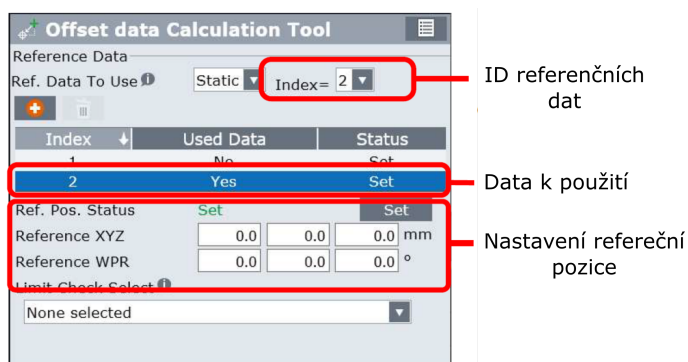 Offset data Calculation Tool
Reference Data
Ref. Data To Use Static Index= 2
ID referenčních
dat
Index Used Data Status
1 No Set
2 Yes Set
Data k použití
Ref. Pos. Status Set Set
Reference XYZ 0.0 0.0 0.0 mm
Reference WPR 0.0 0.0 0.0 °
Nastavení refereční
pozice
Limit Check Select
None selected